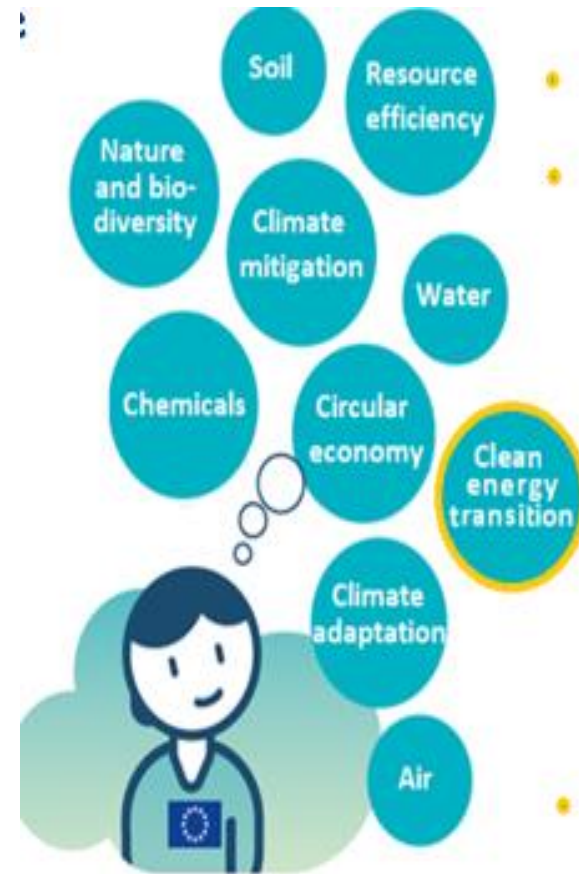 Soil
Resource
efficiency
Nature
and bio-
diversity
Climate
mitigation
Water
Chemicals
Circular
economy
Clean
energy
transition
Climate
adaptation
Air